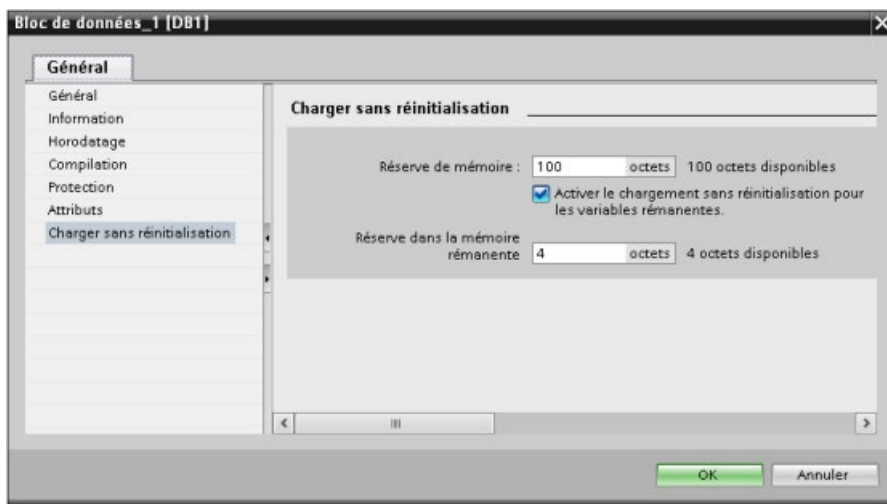 Bloc de données_1 [DB1]
Général
Général
Information
Horodatage
Compilation
Protection
Attributs
Charger sans réinitialisation
Charger sans réinitialisation
Réserve de mémoire : 100 octets 100 octets disponibles
Activer le chargement sans réinitialisation pour
les variables rémanentes.
Réserve dans la mémoire
rémanente 4 octets 4 octets disponibles
OK Annuler